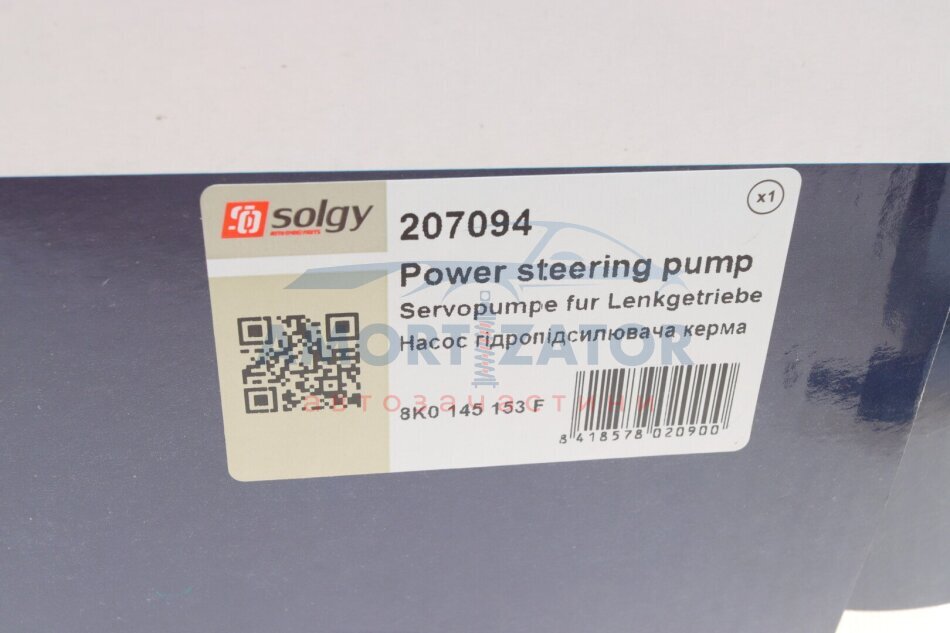 solgy
207094
x1
Power steering pump
Servopumpe fur Lenkgetriebe
Насос гідропідсилювача керма
AMORTIZATOR
автозапчастини
8K0 145 153 F
8 418578 020900